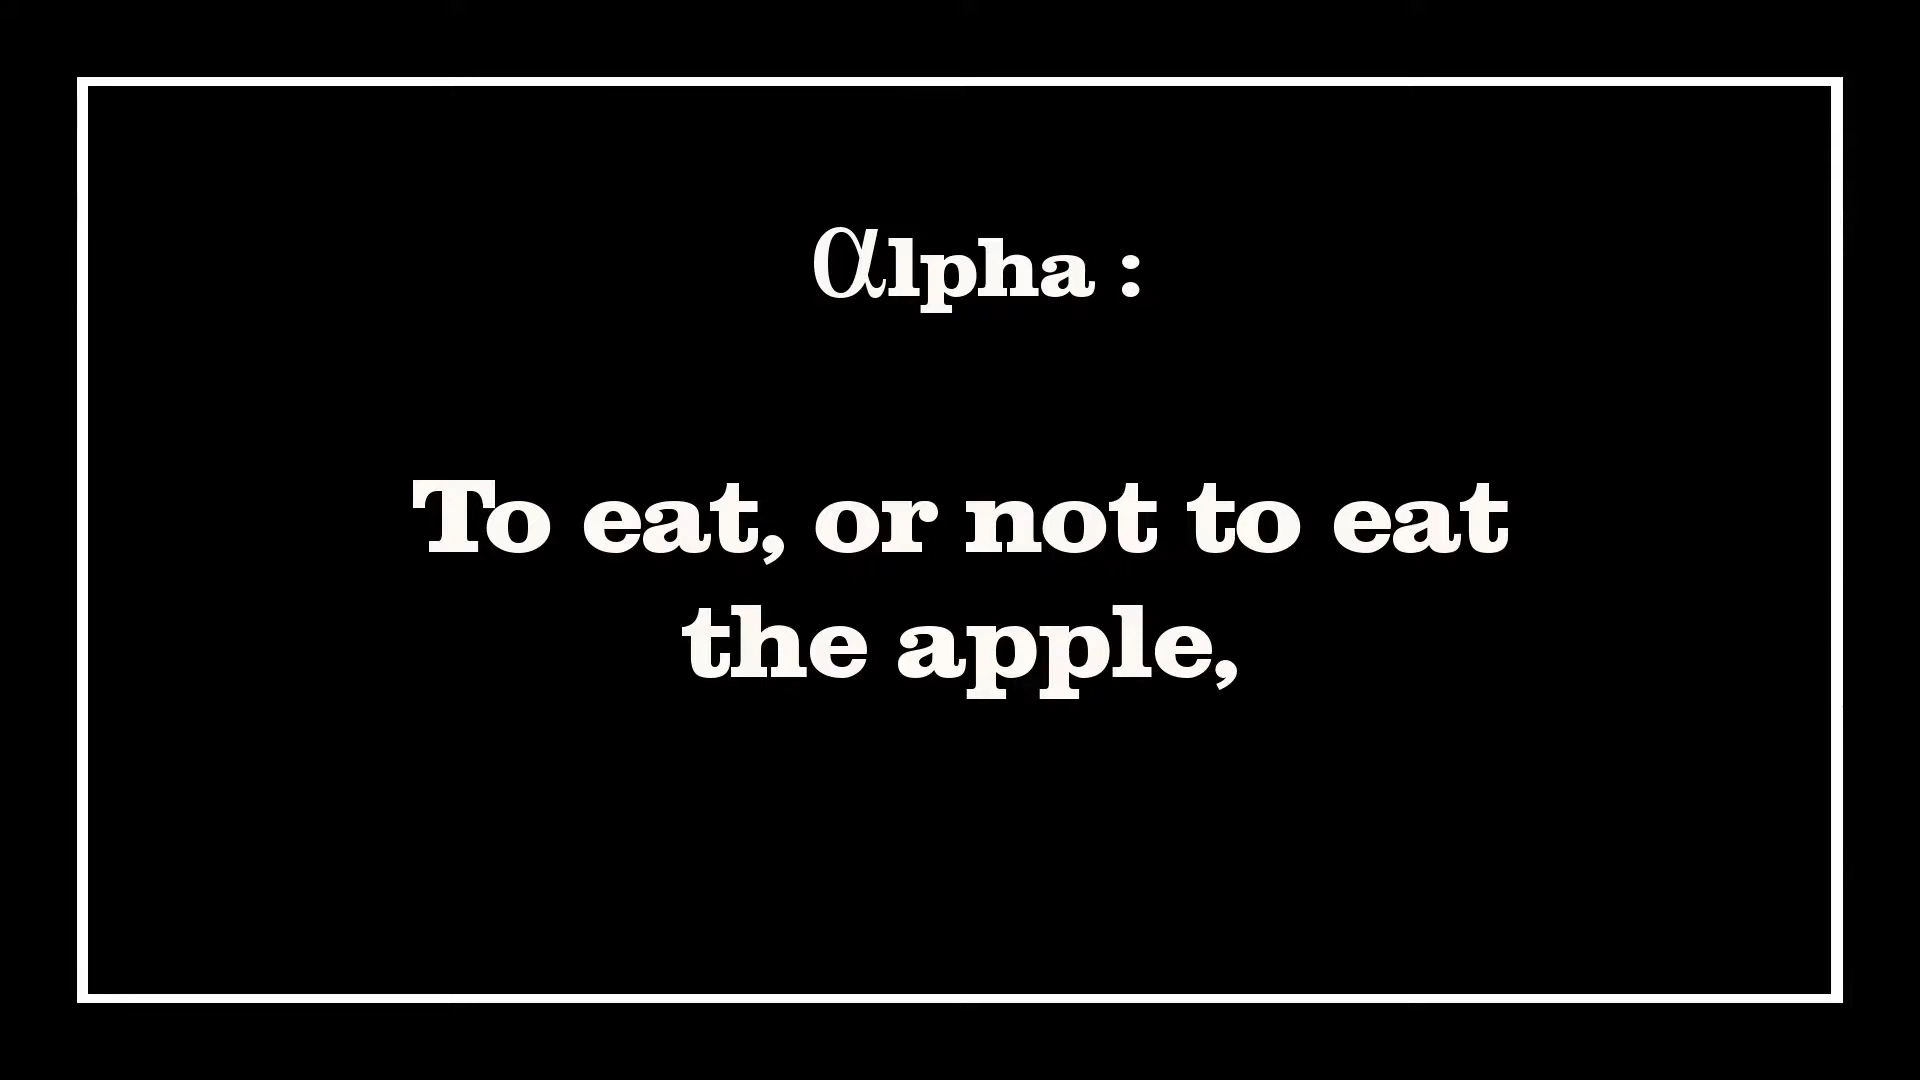 αlpha :
To eat, or not to eat
the apple,